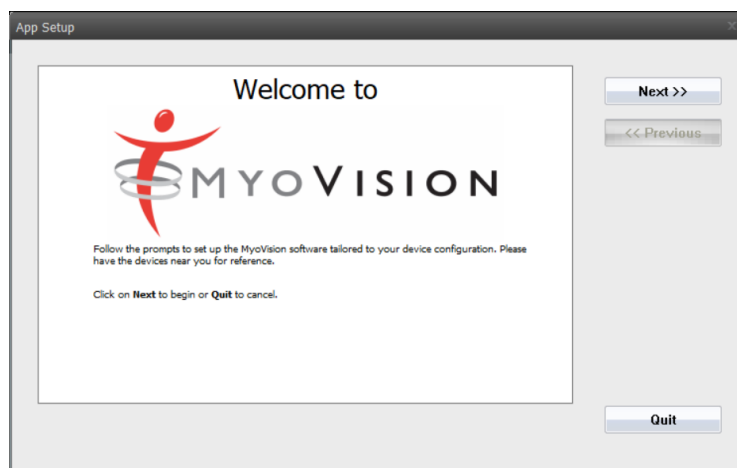 App Setup
Welcome to
MYOVISION
Follow the prompts to set up the MyoVision software tailored to your device configuration. Please
have the devices near you for reference.
Click on Next to begin or Quit to cancel.
Next >>
<< Previous
Quit